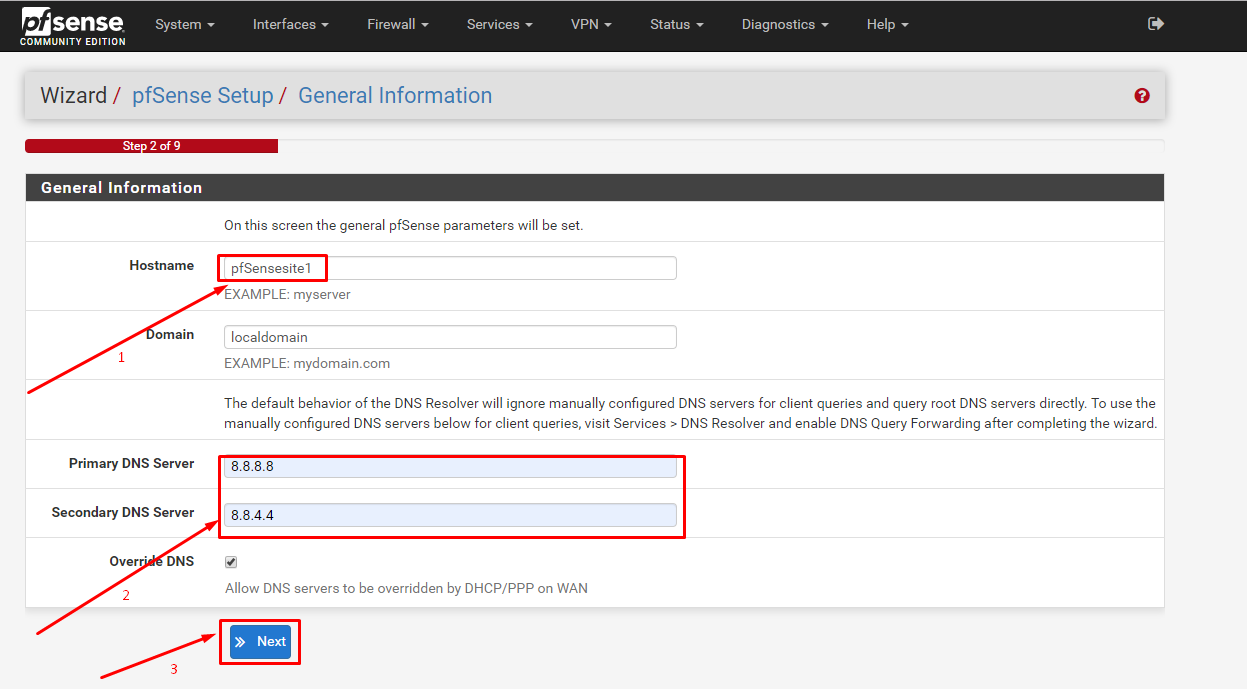 pfsense
COMMUNITY EDITION
System
Interfaces
Firewall
Services
VPN
Status
Diagnostics
Help
Wizard / pfSense Setup / General Information
?
Step 2 of 9
General Information
On this screen the general pfSense parameters will be set.
Hostname
pfSensesite1
EXAMPLE: myserver
Domain
localdomain
1
EXAMPLE: mydomain.com
The default behavior of the DNS Resolver will ignore manually configured DNS servers for client queries and query root DNS servers directly. To use the
manually configured DNS servers below for client queries, visit Services > DNS Resolver and enable DNS Query Forwarding after completing the wizard.
Primary DNS Server
8.8.8.8
Secondary DNS Server
8.8.4.4
Override DNS
Allow DNS servers to be overridden by DHCP/PPP on WAN
2
Next
3